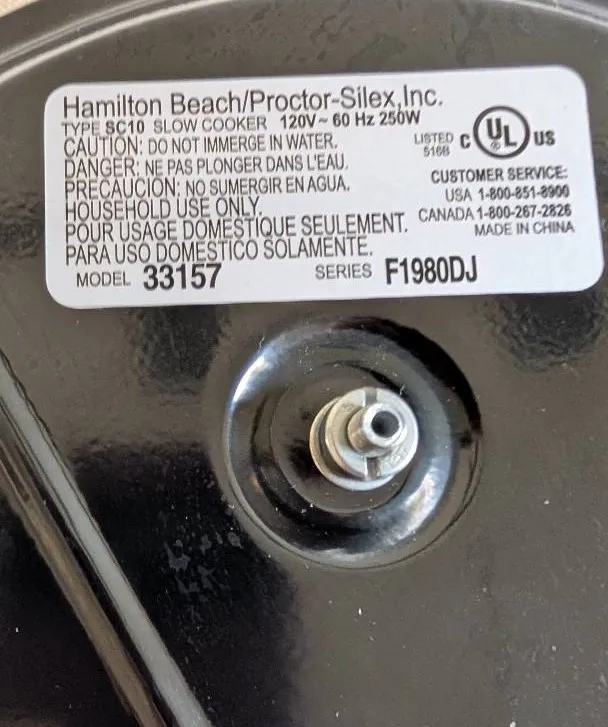 Hamilton Beach/Proctor-Silex,Inc.
TYPE SC10 SLOW COOKER 120V~ 60 Hz 250W
CAUTION: DO NOT IMMERGE IN WATER.
DANGER: NE PAS PLONGER DANS L'EAU.
PRECAUCION: NO SUMERGIR EN AGUA.
HOUSEHOLD USE ONLY.
POUR USAGE DOMESTIQUE SEULEMENT.
PARA USO DOMESTICO SOLAMENTE.
MODEL 33157 SERIES F1980DJ
LISTED
516B
C UL ® US
CUSTOMER SERVICE:
USA 1-800-851-8900
CANADA 1-800-267-2826
MADE IN CHINA